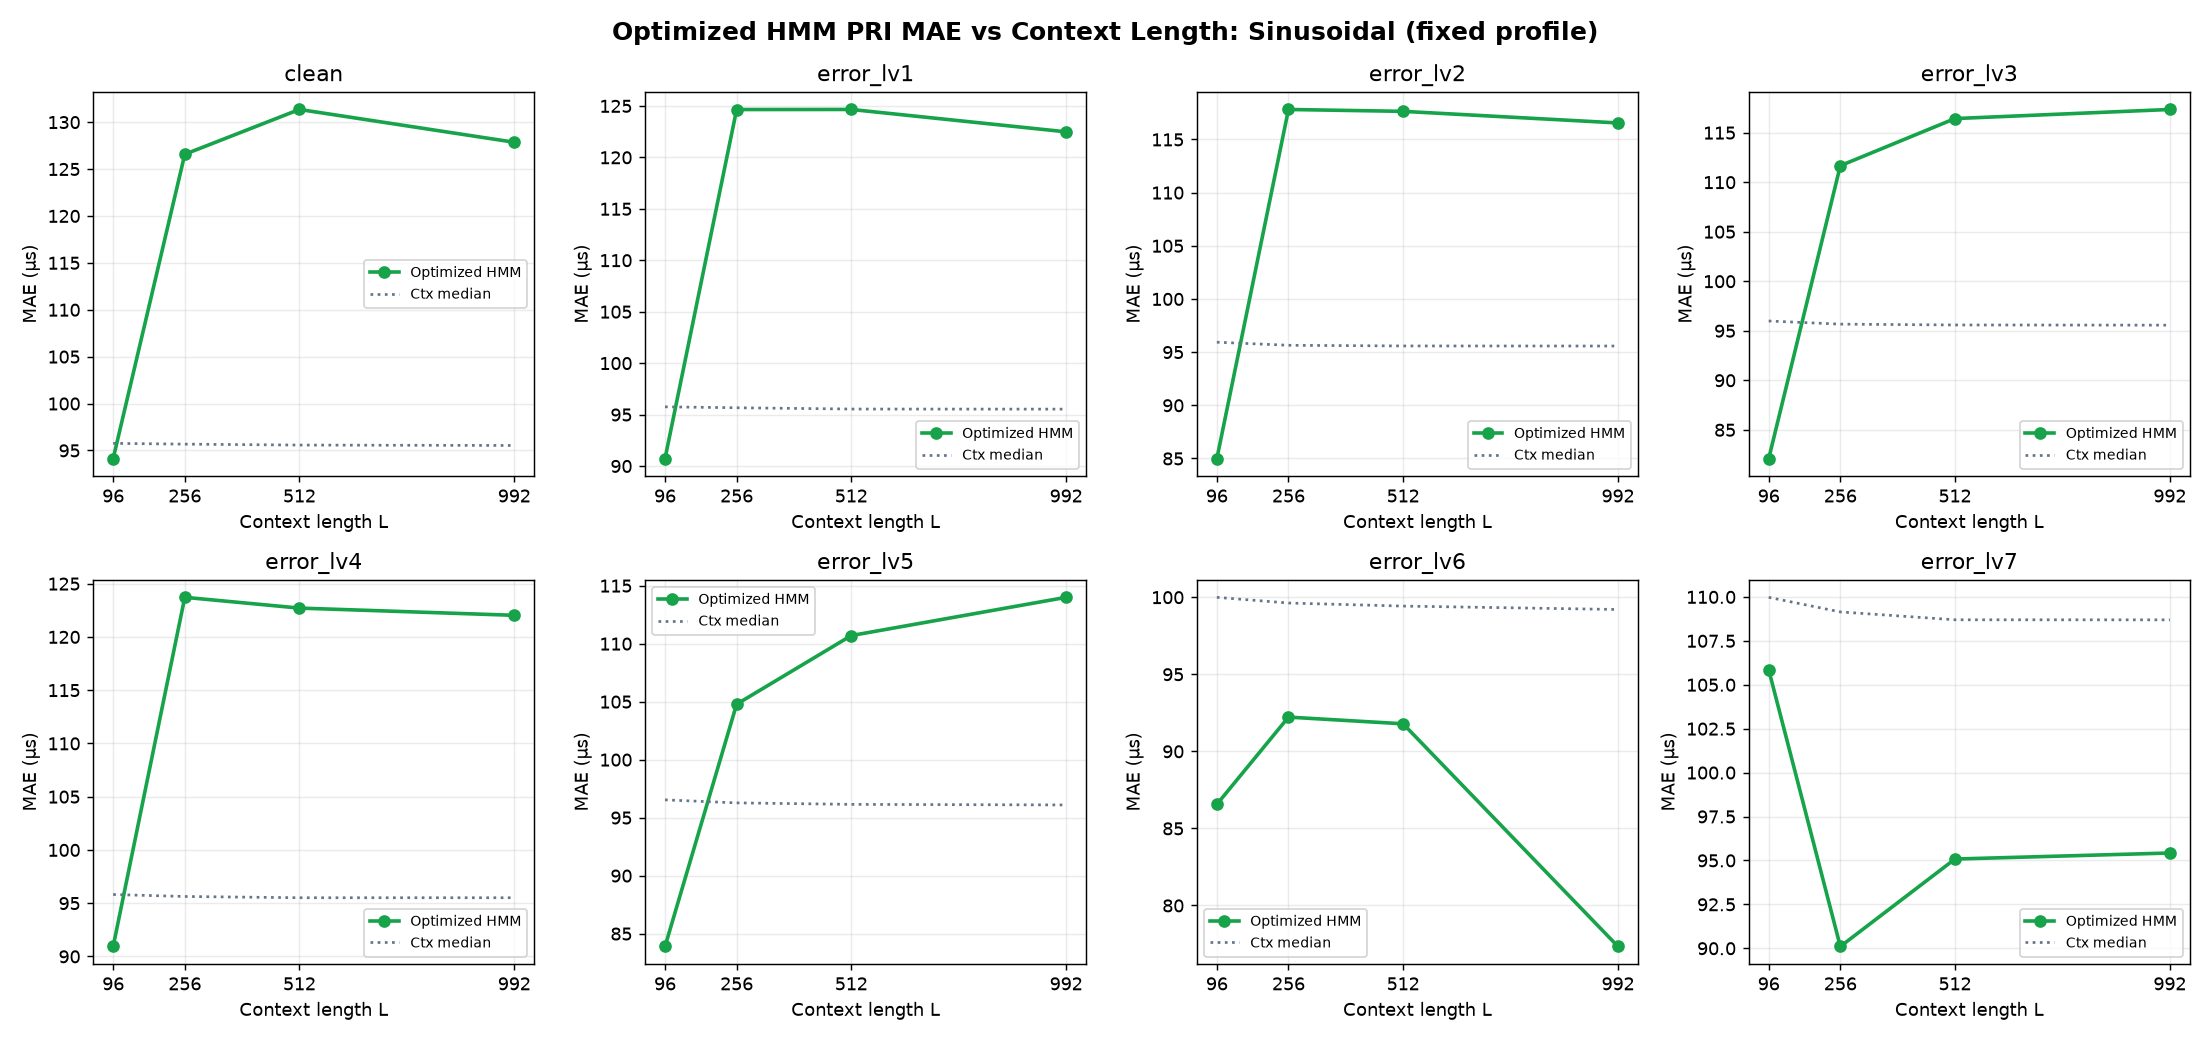 Optimized HMM PRI MAE vs Context Length: Sinusoidal (fixed profile)
clean
130
125
120
115
110
105
100
95
MAE (µs)
Optimized HMM
Ctx median
96 256 512 992
Context length L
error_lv1
125
120
115
110
105
100
95
90
MAE (µs)
Optimized HMM
Ctx median
96 256 512 992
Context length L
error_lv2
115
110
105
100
95
90
85
MAE (µs)
Optimized HMM
Ctx median
96 256 512 992
Context length L
error_lv3
115
110
105
100
95
90
85
MAE (µs)
Optimized HMM
Ctx median
96 256 512 992
Context length L
error_lv4
125
120
115
110
105
100
95
90
MAE (µs)
Optimized HMM
Ctx median
96 256 512 992
Context length L
error_lv5
115
110
105
100
95
90
85
MAE (µs)
Optimized HMM
Ctx median
96 256 512 992
Context length L
error_lv6
100
95
90
85
80
MAE (µs)
Optimized HMM
Ctx median
96 256 512 992
Context length L
error_lv7
110.0
107.5
105.0
102.5
100.0
97.5
95.0
92.5
90.0
MAE (µs)
Optimized HMM
Ctx median
96 256 512 992
Context length L